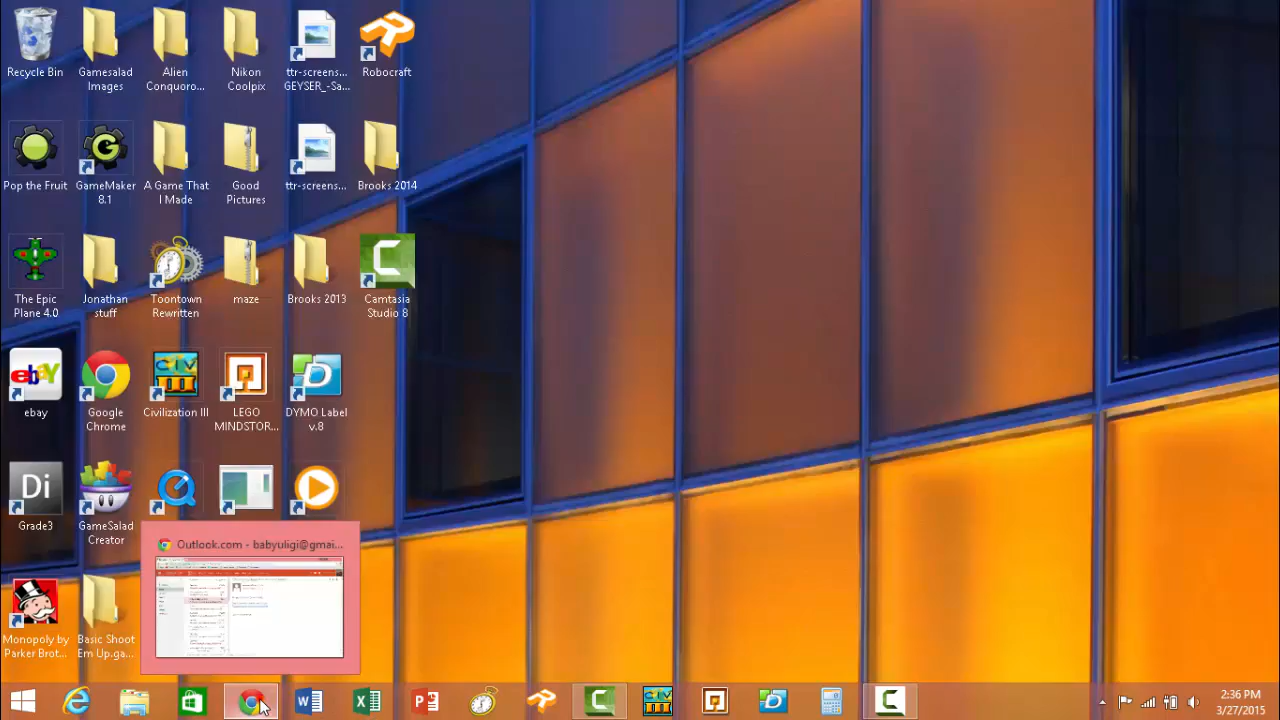 Recycle Bin
Gamesalad
Images
Alien
Conquoro...
Nikon
Coolpix
ttr-screens...
GEYSER_-Sa...
Robocraft
Pop the Fruit
GameMaker
8.1
A Game That
I Made
Good
Pictures
ttr-screens...
Brooks 2014
The Epic
Plane 4.0
Jonathan
stuff
Toontown
Rewritten
maze
Brooks 2013
Camtasia
Studio 8
ebay
Google
Chrome
Civilization III
LEGO
MINDSTOR...
DYMO Label
v.8
Di
Grade3
GameSalad
Creator
Outlook.com - babyuligi@gmai...
Monopoly by
Parker Brot...
Basic Shoot
Em Up.ga...
2:36 PM
3/27/2015